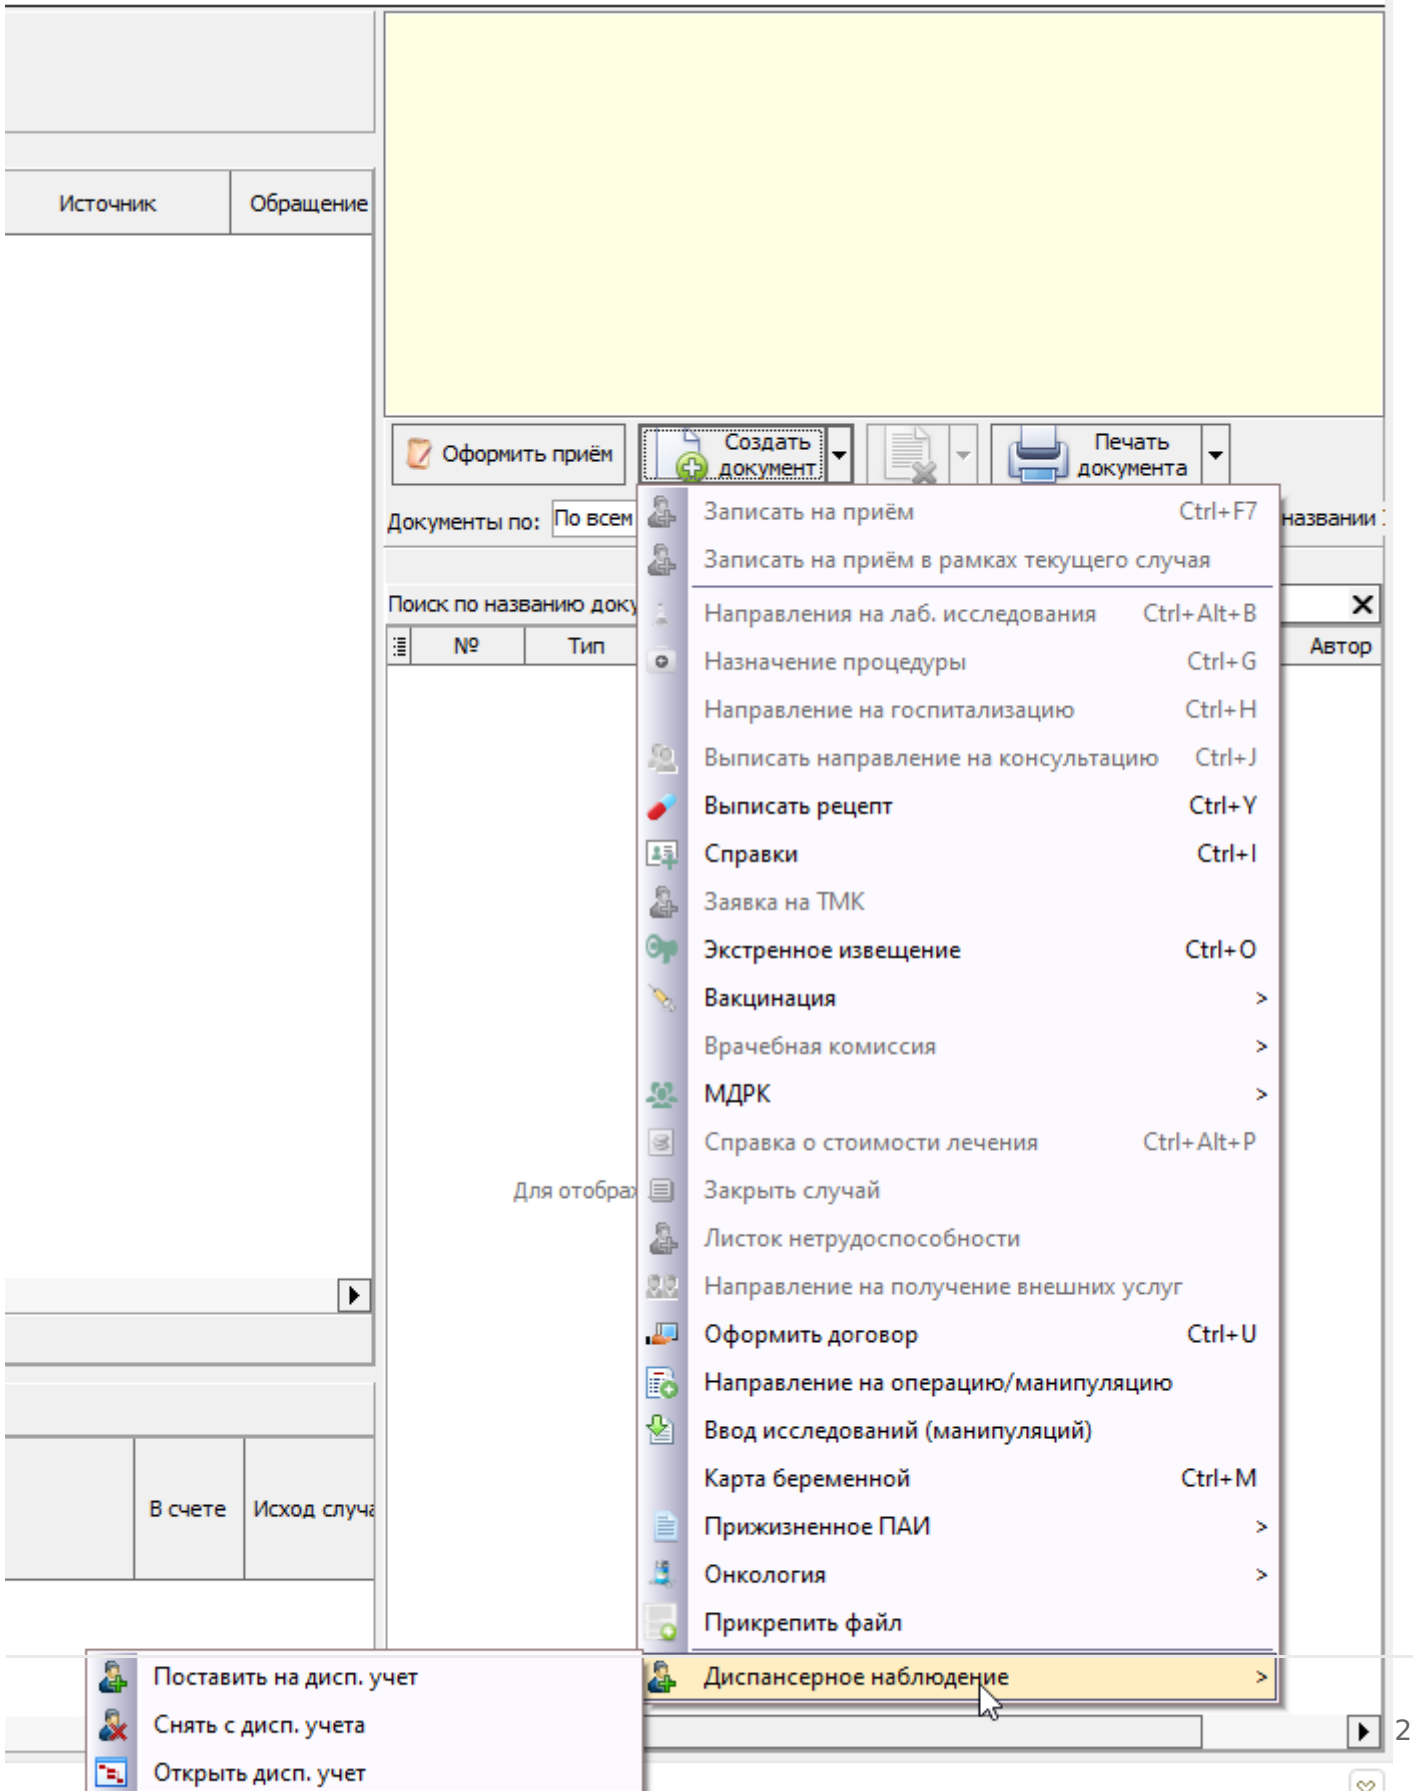 Источник Обращение
Оформить приём
Создать документ
Печать документа
Документы по: По всем
названии
Поиск по названию доку
№ Тип Автор
Записать на приём Ctrl+F7
Записать на приём в рамках текущего случая
Направления на лаб. исследования Ctrl+Alt+B
Назначение процедуры Ctrl+G
Направление на госпитализацию Ctrl+H
Выписать направление на консультацию Ctrl+J
Выписать рецепт Ctrl+Y
Справки Ctrl+I
Заявка на ТМК
Экстренное извещение Ctrl+O
Вакцинация >
Врачебная комиссия >
МДРК >
Справка о стоимости лечения Ctrl+Alt+P
Для отображ
Закрыть случай
Листок нетрудоспособности
Направление на получение внешних услуг
Оформить договор Ctrl+U
Направление на операцию/манипуляцию
Ввод исследований (манипуляций)
Карта беременной Ctrl+M
В счете Исход случа
Прижизненное ПАИ >
Онкология >
Прикрепить файл
Диспансерное наблюдение >
Поставить на дисп. учет
Снять с дисп. учета
Открыть дисп. учет
2